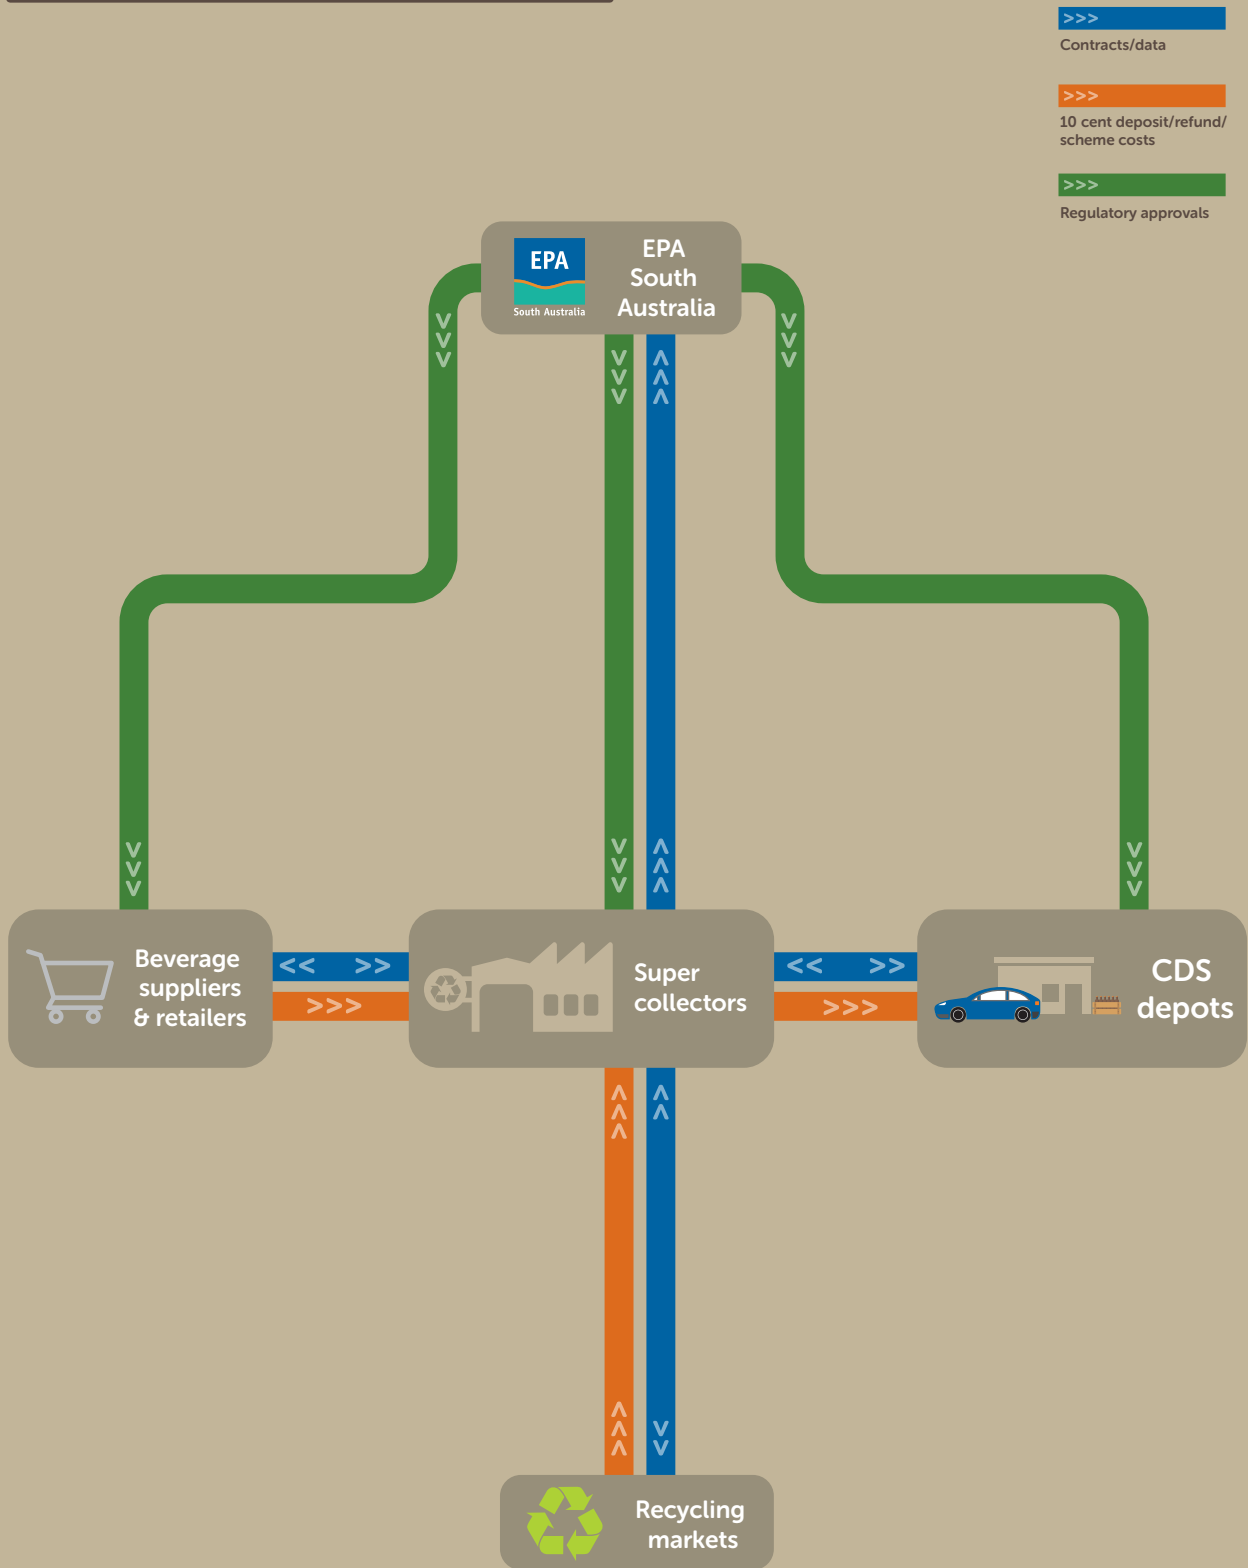 >>>
Contracts/data
>>>
10 cent deposit/refund/
scheme costs
>>>
Regulatory approvals
EPA
South Australia
EPA
South
Australia
Beverage
suppliers
& retailers
<< >>
>>>
Super
collectors
<< >>
>>>
CDS
depots
Recycling
markets